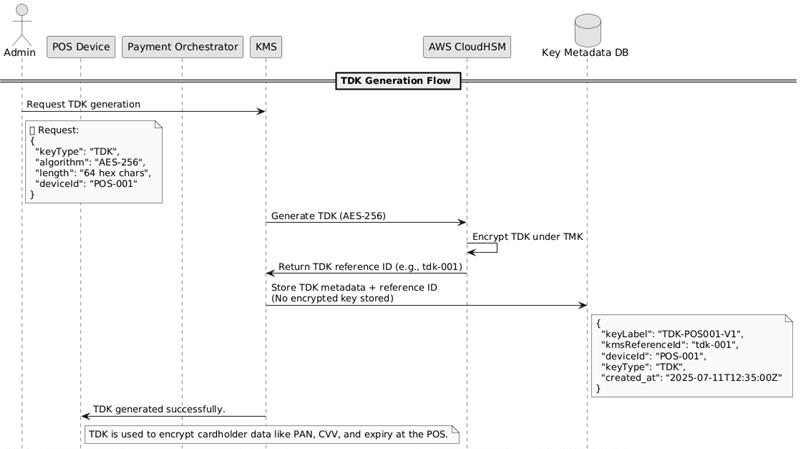 Admin
POS Device
Payment Orchestrator
KMS
AWS CloudHSM
Key Metadata DB
TDK Generation Flow
Request TDK generation
Request:
{
"keyType": "TDK",
"algorithm": "AES-256",
"length": "64 hex chars",
"deviceId": "POS-001"
}
Generate TDK (AES-256)
Encrypt TDK under TMK
Return TDK reference ID (e.g., tdk-001)
Store TDK metadata + reference ID
(No encrypted key stored)
{
"keyLabel": "TDK-POS001-V1",
"kmsReferenceId": "tdk-001",
"deviceId": "POS-001",
"keyType": "TDK",
"created_at": "2025-07-11T12:35:00Z"
}
TDK generated successfully.
TDK is used to encrypt cardholder data like PAN, CVV, and expiry at the POS.